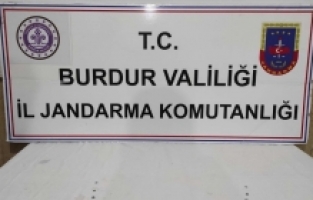 T.C.
BURDUR VALİLİĞİ
İL JANDARMA KOMUTANLIĞI